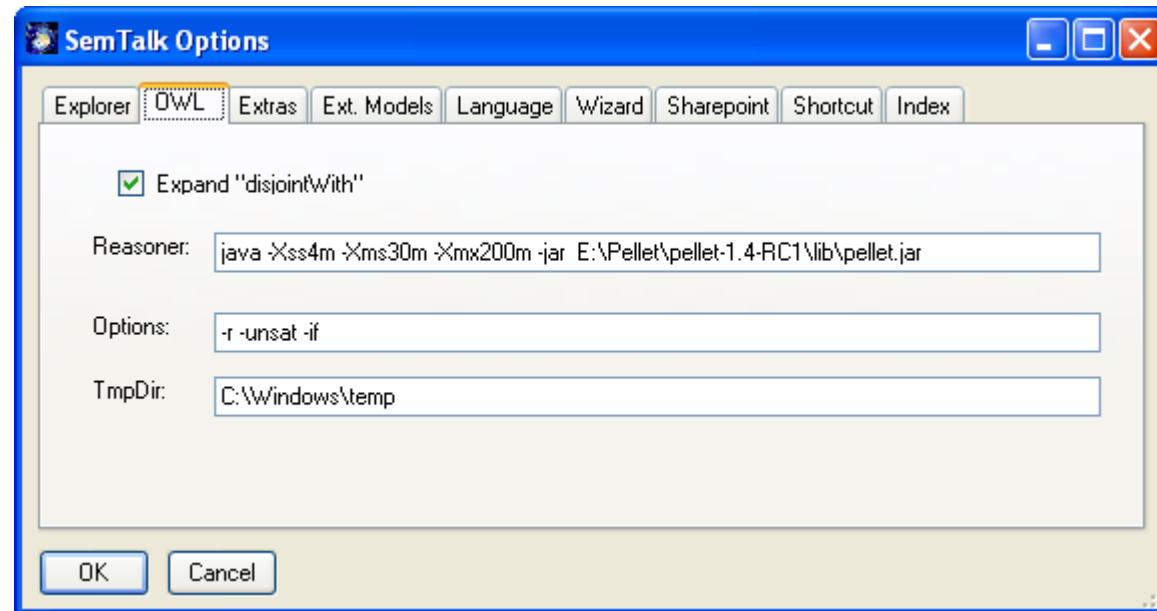 SemTalk Options
Explorer OWL Extras Ext. Models Language Wizard Sharepoint Shortcut Index
Expand "disjointWith"
Reasoner: java -Xss4m -Xms30m -Xmx200m -jar E:\Pellet\pellet-1.4-RC1\lib\pellet.jar
Options: -r -unsat -if
TmpDir: C:\Windows\temp
OK Cancel